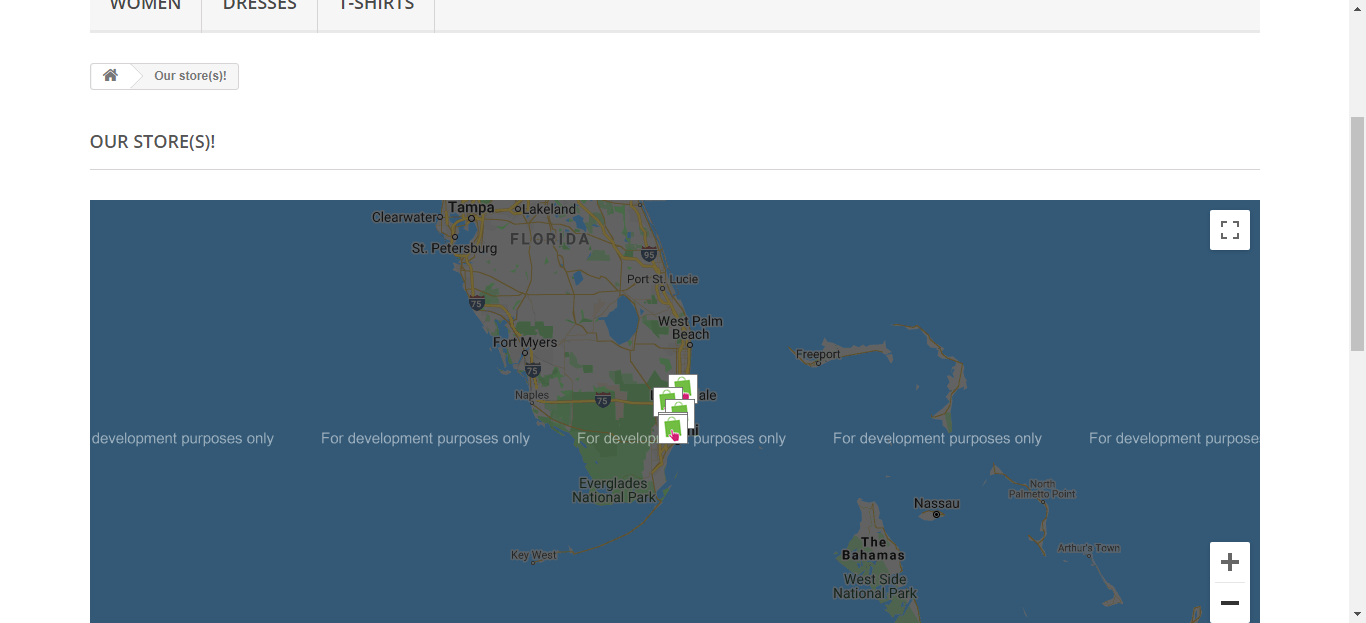 WOMEN
DRESSES
T-SHIRTS
Our store(s)!
OUR STORE(S)!
Tampa
Lakeland
Clearwater
FLORIDA
St. Petersburg
95
Port St. Lucie
75
West Palm
Beach
Fort Myers
Freeport
75
Naples
75
ale
ni
development purposes only
For development purposes only
For develop
purposes only
For development purposes only
For development purpose
Everglades
National Park
North
Palmetto Point
Nassau
Key West
The
Bahamas
Arthur's Town
West Side
National Park